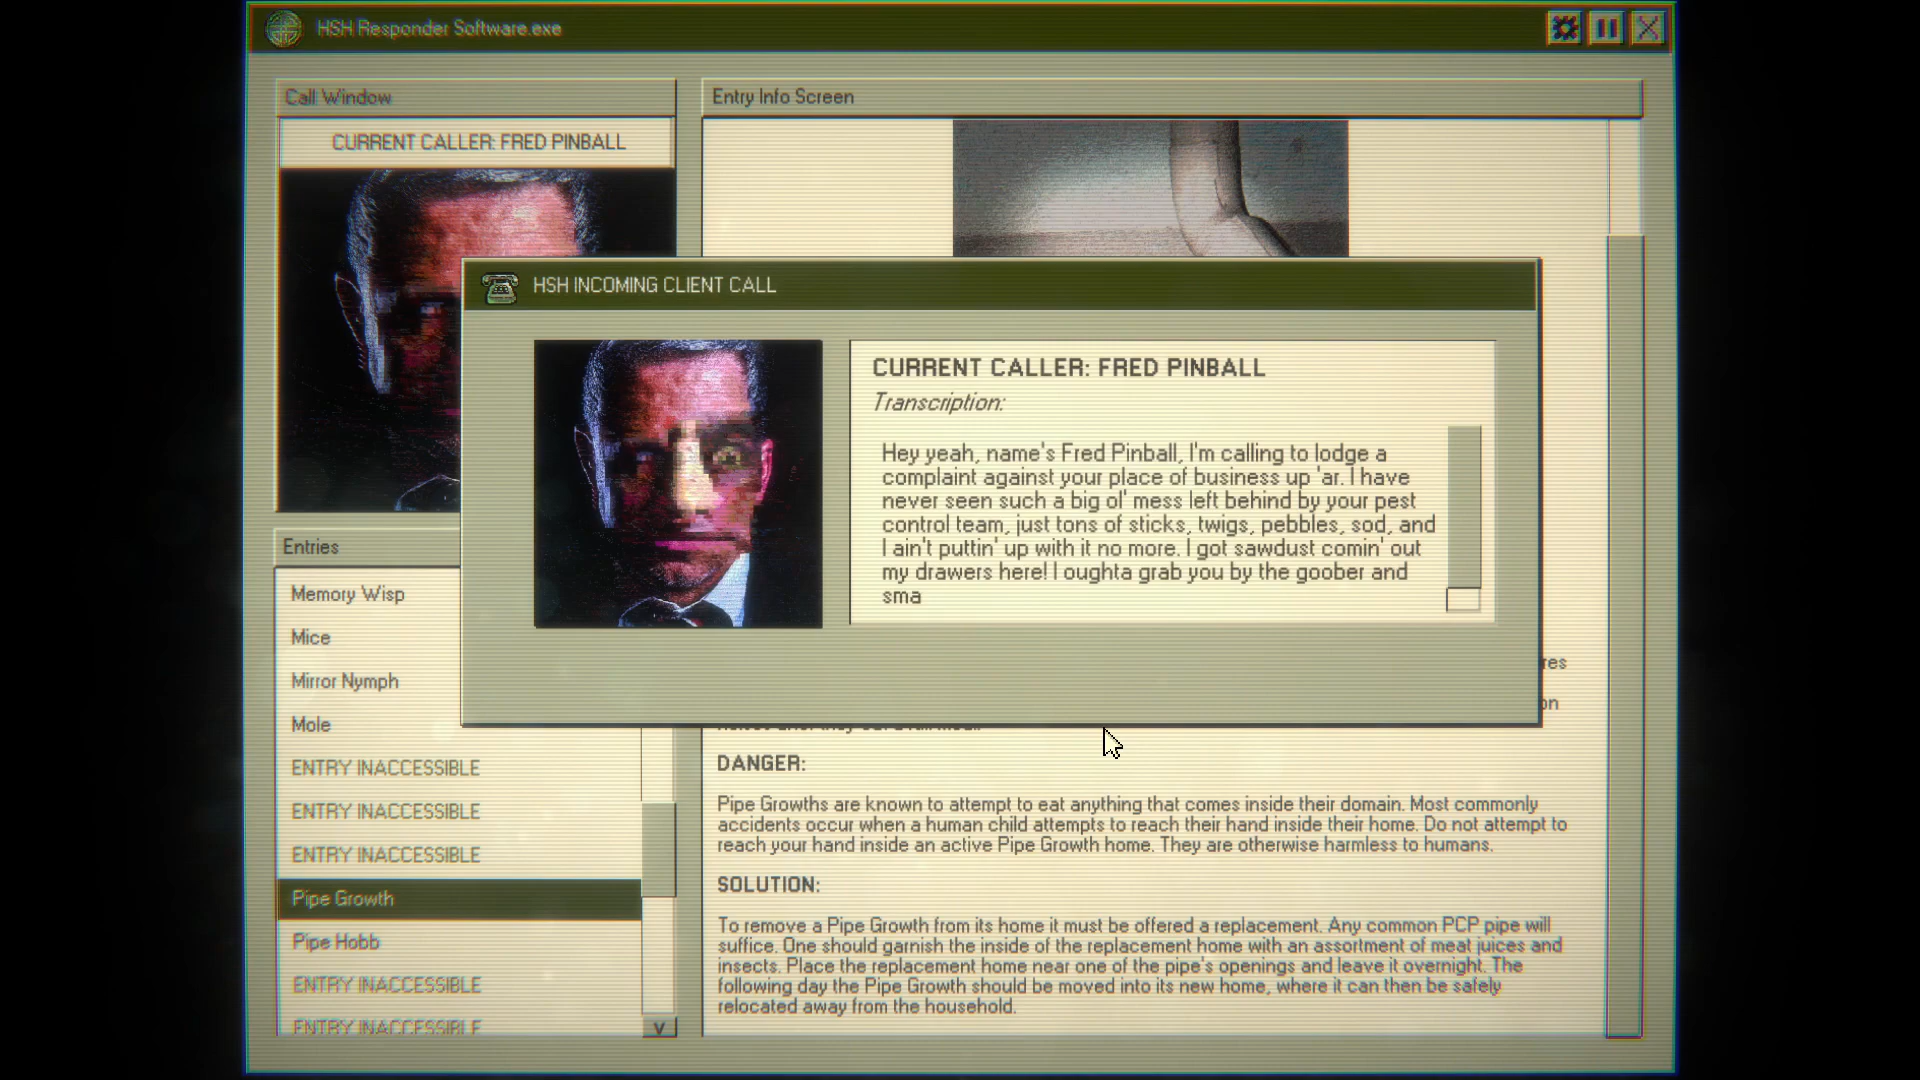 HSH Responder Software.exe
Call Window
CURRENT CALLER: FRED PINBALL
Entries
Memory Wisp
Mice
Mirror Nymph
Mole
ENTRY INACCESSIBLE
ENTRY INACCESSIBLE
ENTRY INACCESSIBLE
Pipe Growth
Pipe Hobb
ENTRY INACCESSIBLE
ENTRY INACCESSIBLE
V
Entry Info Screen
HSH INCOMING CLIENT CALL
CURRENT CALLER: FRED PINBALL
Transcription:
Hey yeah, name's Fred Pinball, I'm calling to lodge a
complaint against your place of business up 'ar. I have
never seen such a big ol' mess left behind by your pest
control team, just tons of sticks, twigs, pebbles, sod, and
I ain't puttin' up with it no more. I got sawdust comin' out
my drawers here! I oughta grab you by the goober and
sma
res
on
DANGER:
Pipe Growths are known to attempt to eat anything that comes inside their domain. Most commonly
accidents occur when a human child attempts to reach their hand inside their home. Do not attempt to
reach your hand inside an active Pipe Growth home. They are otherwise harmless to humans.
SOLUTION:
To remove a Pipe Growth from its home it must be offered a replacement. Any common PCP pipe will
suffice. One should garnish the inside of the replacement home with an assortment of meat juices and
insects. Place the replacement home near one of the pipe's openings and leave it overnight. The
following day the Pipe Growth should be moved into its new home, where it can then be safely
relocated away from the household.